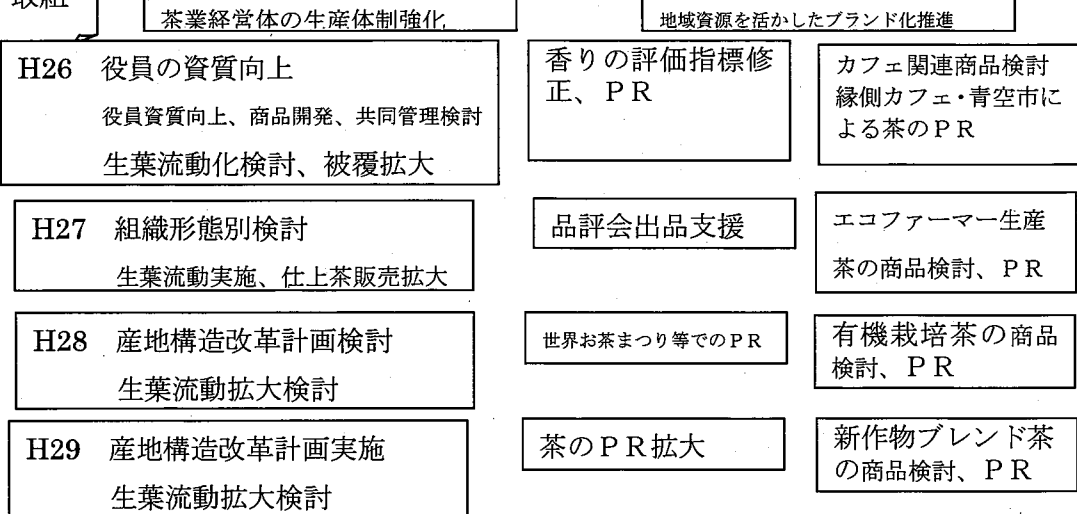 取組
茶業経営体の生産体制強化
地域資源を活かしたブランド化推進
H26 役員の資質向上
役員資質向上、商品開発、共同管理検討
生葉流動化検討、被覆拡大
香りの評価指標修
正、ＰＲ
カフェ関連商品検討
縁側カフェ・青空市に
よる茶のＰＲ
H27 組織形態別検討
生葉流動実施、仕上茶販売拡大
品評会出品支援
エコファーマー生産
茶の商品検討、ＰＲ
H28 産地構造改革計画検討
生葉流動拡大検討
世界お茶まつり等でのＰＲ
有機栽培茶の商品
検討、ＰＲ
H29 産地構造改革計画実施
生葉流動拡大検討
茶のＰＲ拡大
新作物ブレンド茶
の商品検討、ＰＲ